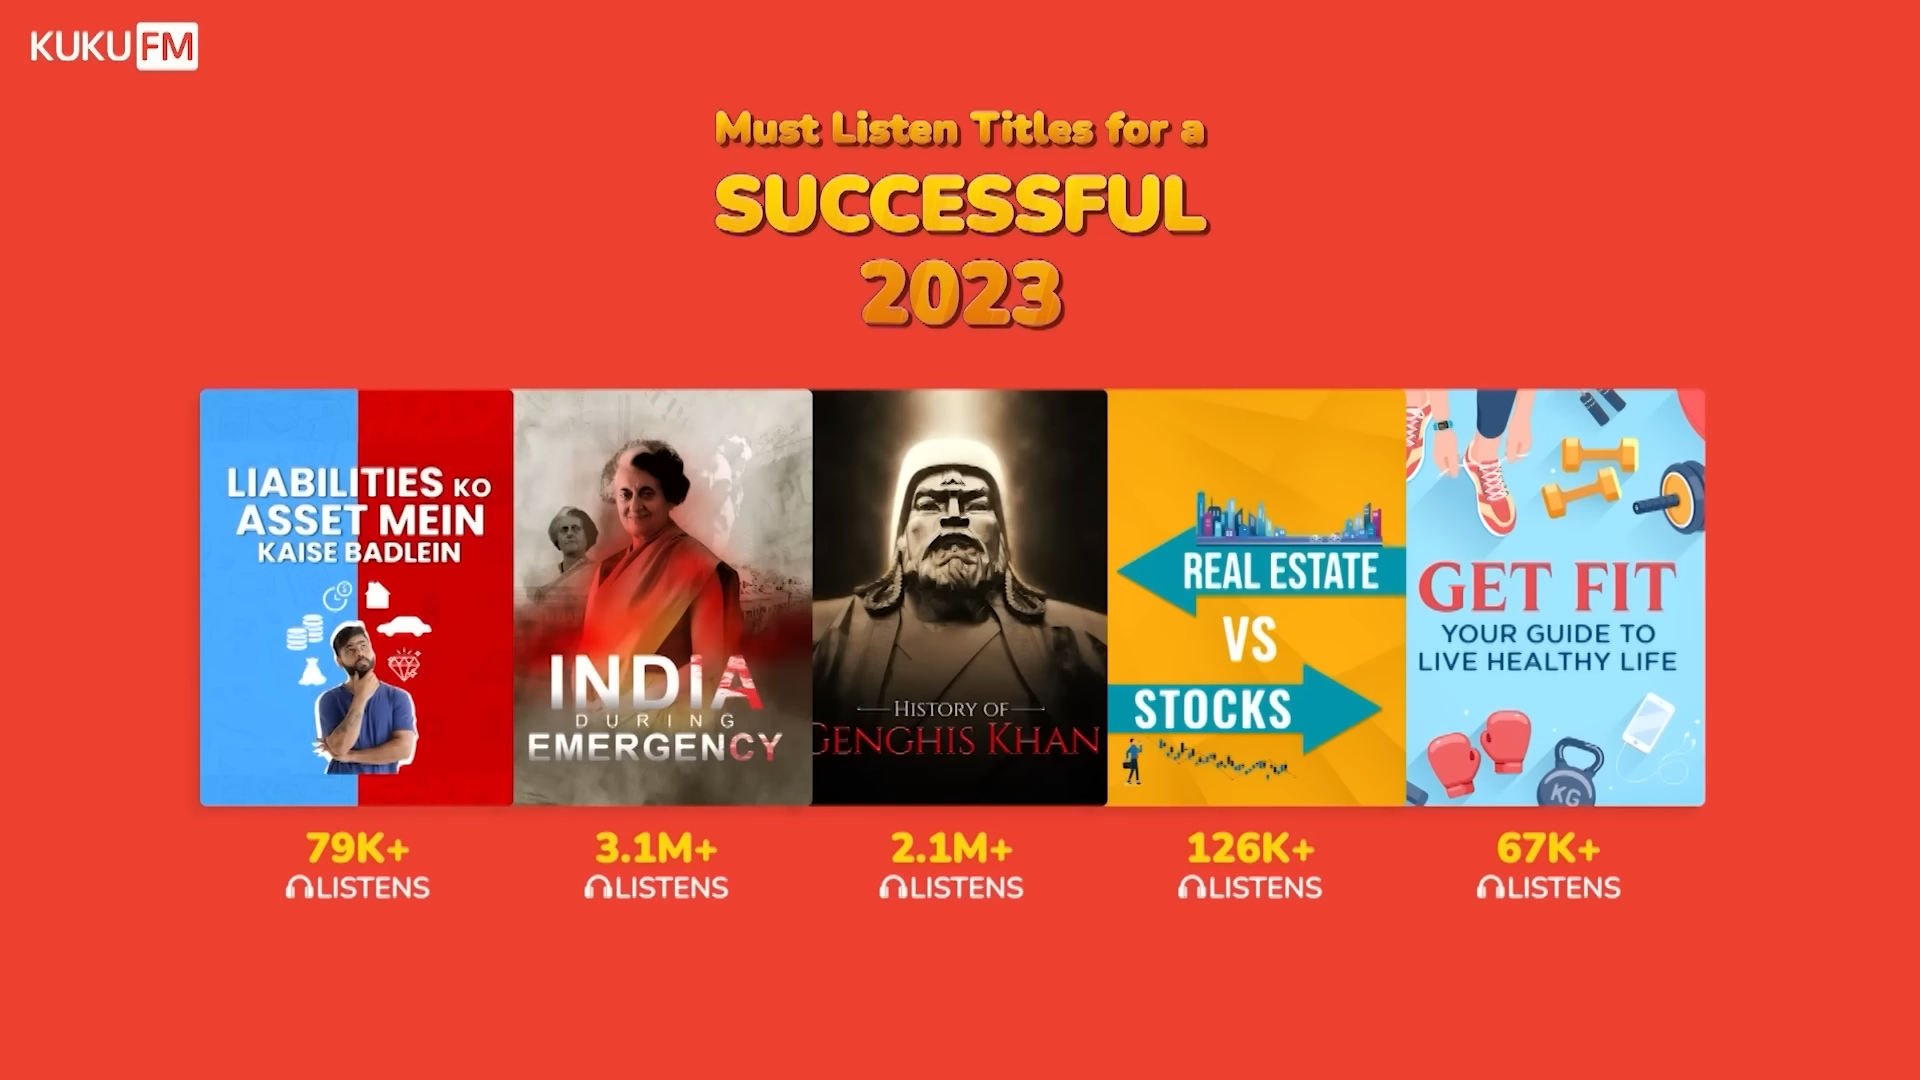 KUKU FM
Must Listen Titles for a
SUCCESSFUL
2023
LIABILITIES KO
ASSET MEIN
KAISE BADLEIN
INDIA
DURING
EMERGENCY
HISTORY OF
GENGHIS KHAN
REAL ESTATE
VS
STOCKS
GET FIT
YOUR GUIDE TO
LIVE HEALTHY LIFE
KG
79K+
LISTENS
3.1M+
LISTENS
2.1M+
LISTENS
126K+
LISTENS
67K+
LISTENS